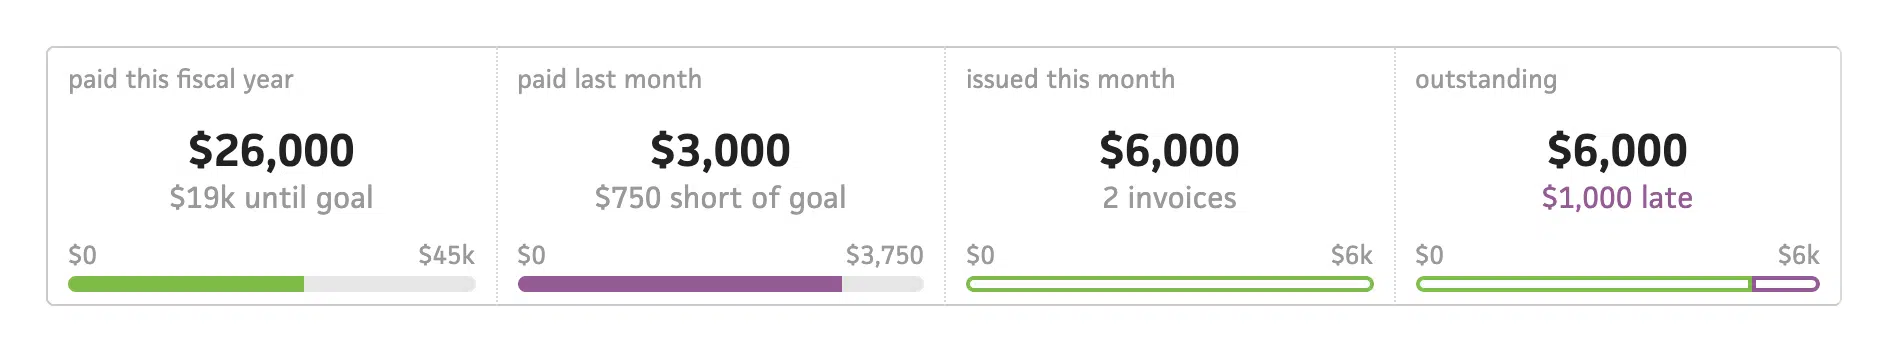 paid this fiscal year
$26,000
$19k until goal
$0 $45k
paid last month
$3,000
$750 short of goal
$0 $3,750
issued this month
$6,000
2 invoices
$0 $6k
outstanding
$6,000
$1,000 late
$0 $6k